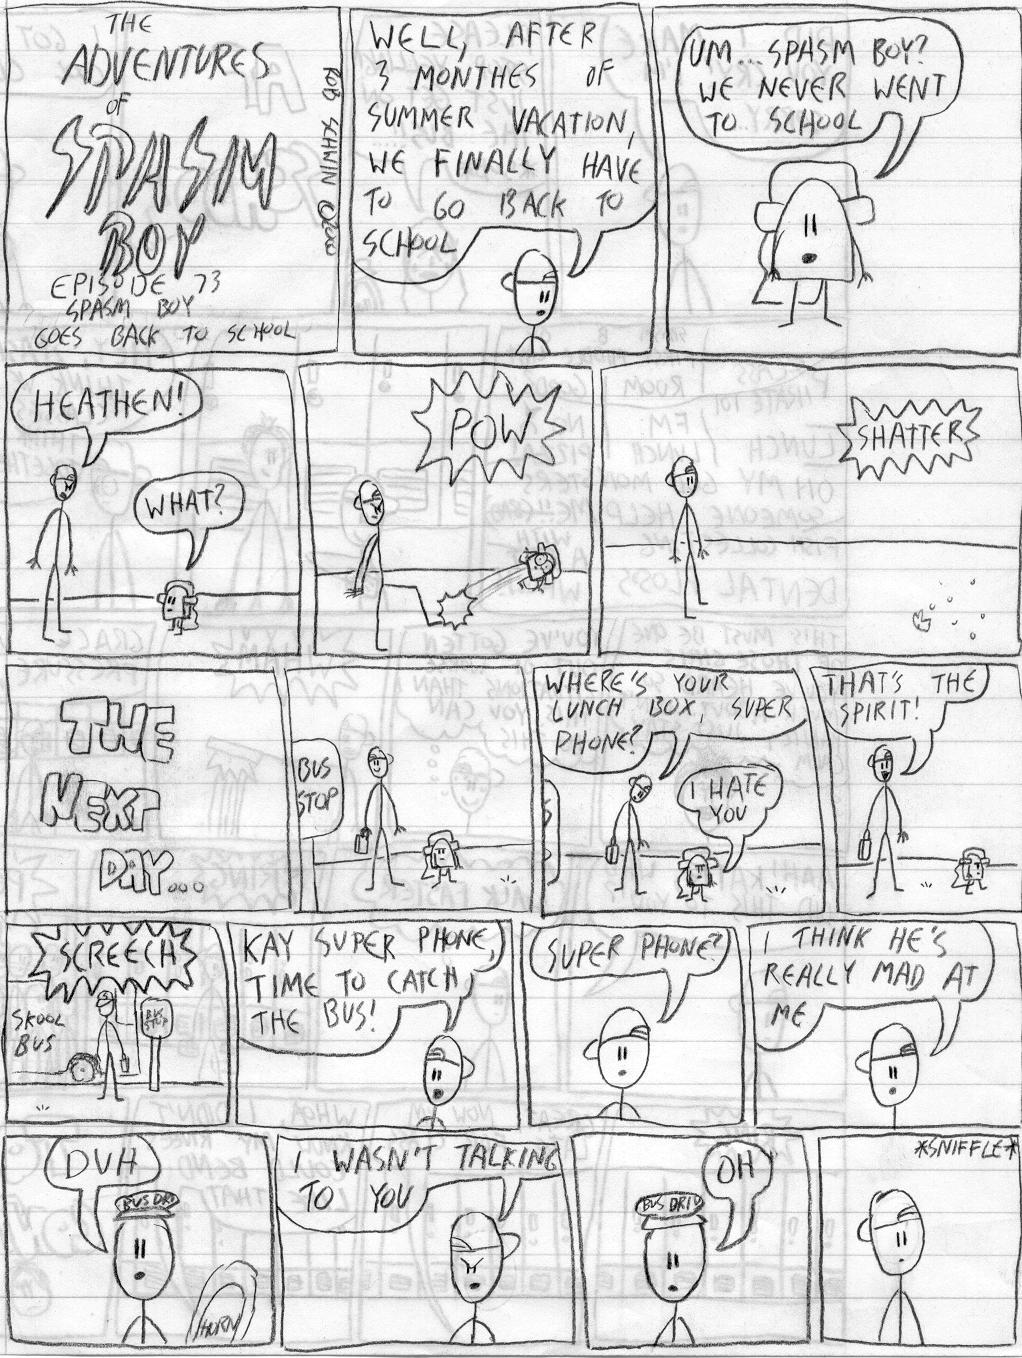 THE
ADVENTURES
OF
SPASM
BOY
EPISODE 73
SPASM BOY
GOES BACK TO SCHOOL
ROB SCHWIN ©2000
WELL, AFTER
3 MONTHES OF
SUMMER VACATION,
WE FINALLY HAVE
TO GO BACK TO
SCHOOL
UM...SPASM BOY?
WE NEVER WENT
TO SCHOOL
HEATHEN!
WHAT?
POW
SHATTER
THE
NEXT
DAY...
BUS
STOP
WHERE'S YOUR
LUNCH BOX, SUPER
PHONE?
I HATE
YOU
THAT'S THE
SPIRIT!
SCREECH
SKOOL
BUS
BUS
STOP
KAY SUPER PHONE,
TIME TO CATCH
THE BUS!
SUPER PHONE?
I THINK HE'S
REALLY MAD AT
ME
DUH
BUS DRIV
HORN
I WASN'T TALKING
TO YOU
OH
BUS DRIV
*SNIFFLE*